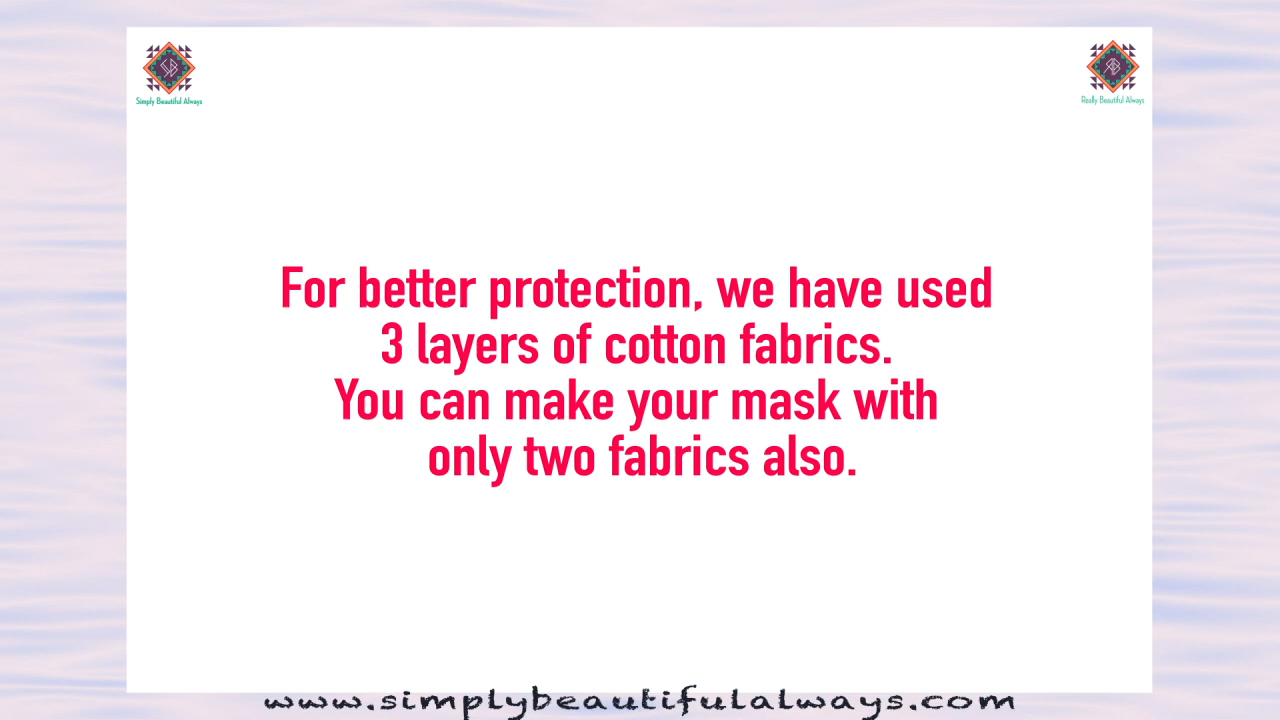 Simply Beautiful Always
Really Beautiful Always
For better protection, we have used
3 layers of cotton fabrics.
You can make your mask with
only two fabrics also.
www.simplybeautifulalways.com